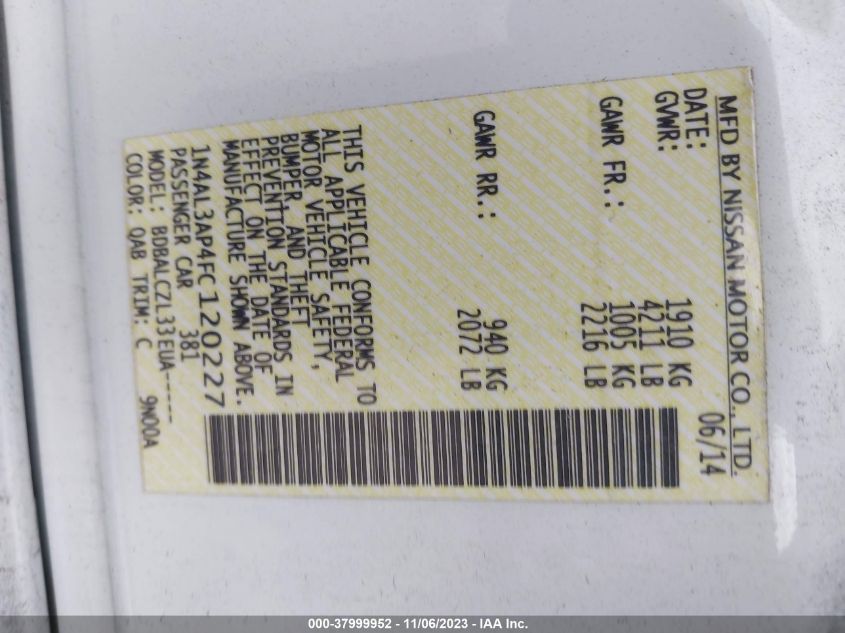 MFD BY NISSAN MOTOR CO., LTD.
DATE: 06/14
GVWR: 1910 KG
4211 LB
GAWR FR.: 1005 KG
2216 LB
GAWR RR.: 940 KG
2072 LB
THIS VEHICLE CONFORMS TO
ALL APPLICABLE FEDERAL
MOTOR VEHICLE SAFETY,
BUMPER, AND THEFT
PREVENTION STANDARDS IN
EFFECT ON THE DATE OF
MANUFACTURE SHOWN ABOVE.
1N4AL3AP4FC120227
PASSENGER CAR 381
MODEL: BDBALCZL33EUA-----
COLOR: QAB TRIM: C 9N00A
000-37999952 - 11/06/2023 - IAA Inc.